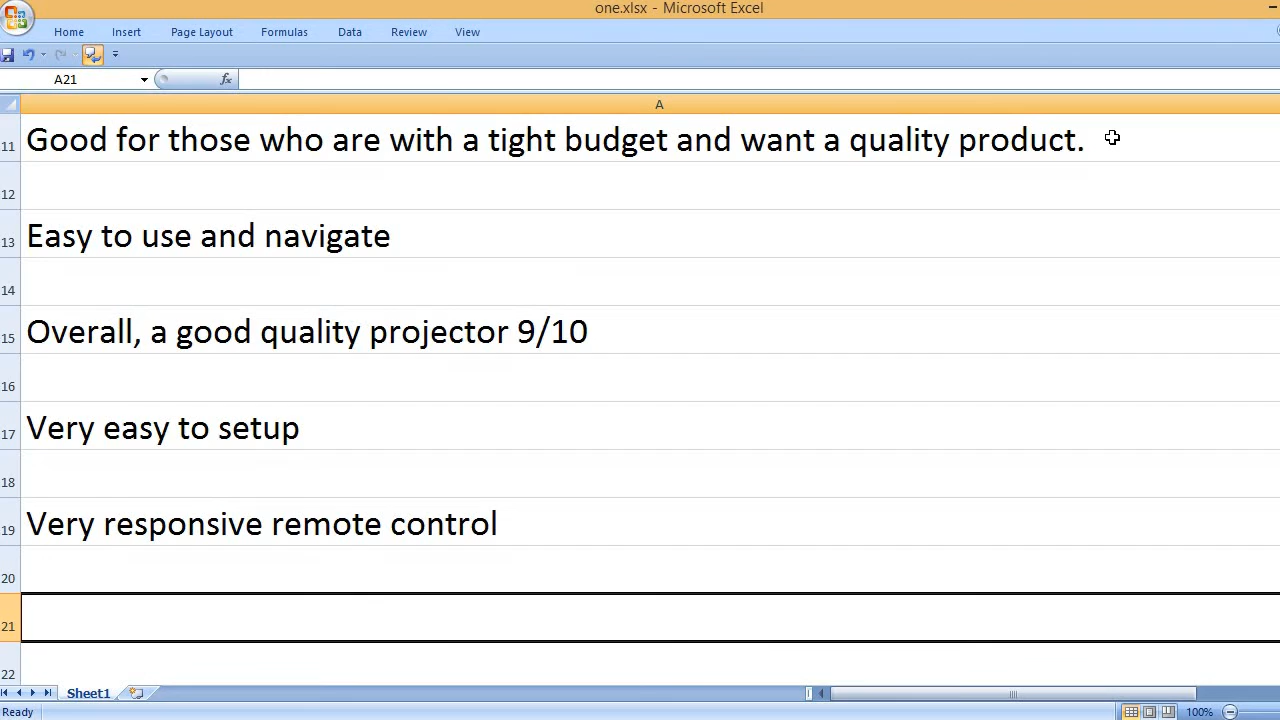 one.xlsx - Microsoft Excel
Home Insert Page Layout Formulas Data Review View
A21 fx
A
11 Good for those who are with a tight budget and want a quality product.
12
13 Easy to use and navigate
14
15 Overall, a good quality projector 9/10
16
17 Very easy to setup
18
19 Very responsive remote control
20
21
22
Sheet1
Ready 100%